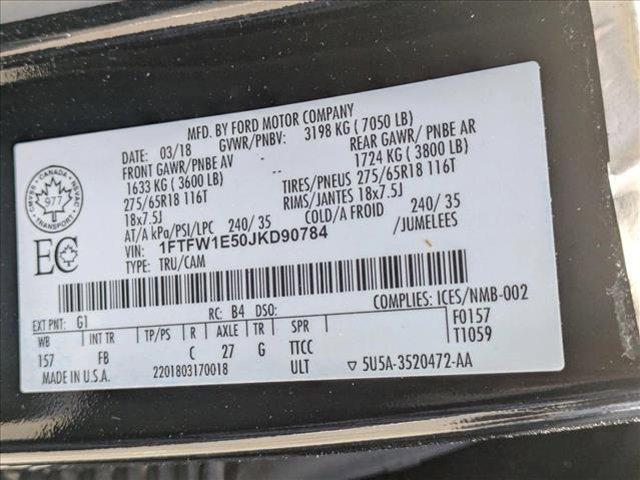 MFD. BY FORD MOTOR COMPANY
DATE: 03/18 GVWR/PNBV: 3198 KG ( 7050 LB)
FRONT GAWR/PNBE AV REAR GAWR/ PNBE AR
1633 KG ( 3600 LB) 1724 KG ( 3800 LB)
275/65R18 116T TIRES/PNEUS 275/65R18 116T
18x7.5J RIMS/JANTES 18x7.5J
AT/A kPa/PSI/LPC 240/ 35 COLD/A FROID 240/ 35
VIN: 1FTFW1E50JKD90784 /JUMELEES
TYPE: TRU/CAM
CANADA
MVSS NSVAC
977
TRANSPORT
EC
COMPLIES: ICES/NMB-002
EXT PNT: G1 RC: B4 DSO: F0157
WB INT TR TP/PS R AXLE TR SPR T1059
157 FB C 27 G TTCC
ULT
MADE IN U.S.A. 2201803170018 ▽ 5U5A-3520472-AA